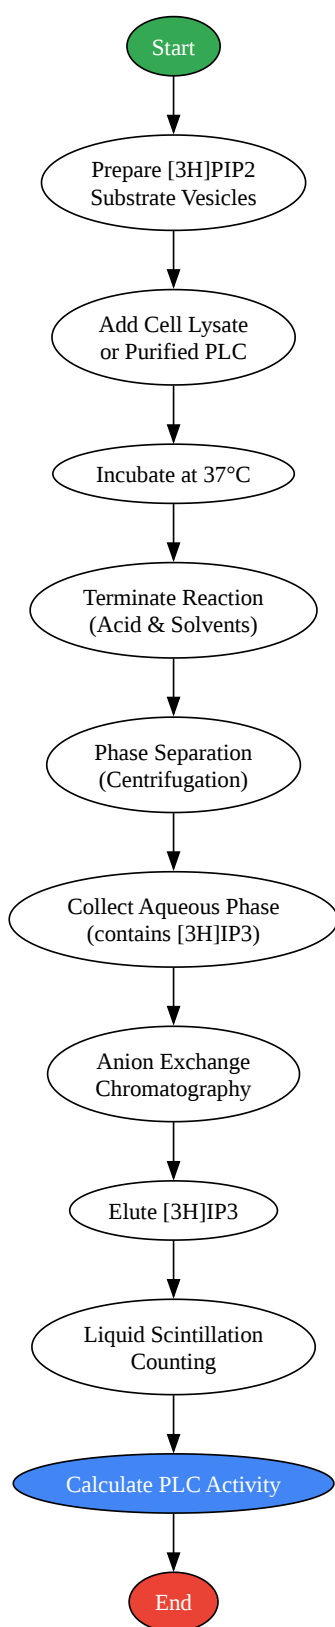 Start
Prepare [3H]PIP2
Substrate Vesicles
Add Cell Lysate
or Purified PLC
Incubate at 37°C
Terminate Reaction
(Acid & Solvents)
Phase Separation
(Centrifugation)
Collect Aqueous Phase
(contains [3H]IP3)
Anion Exchange
Chromatography
Elute [3H]IP3
Liquid Scintillation
Counting
Calculate PLC Activity
End